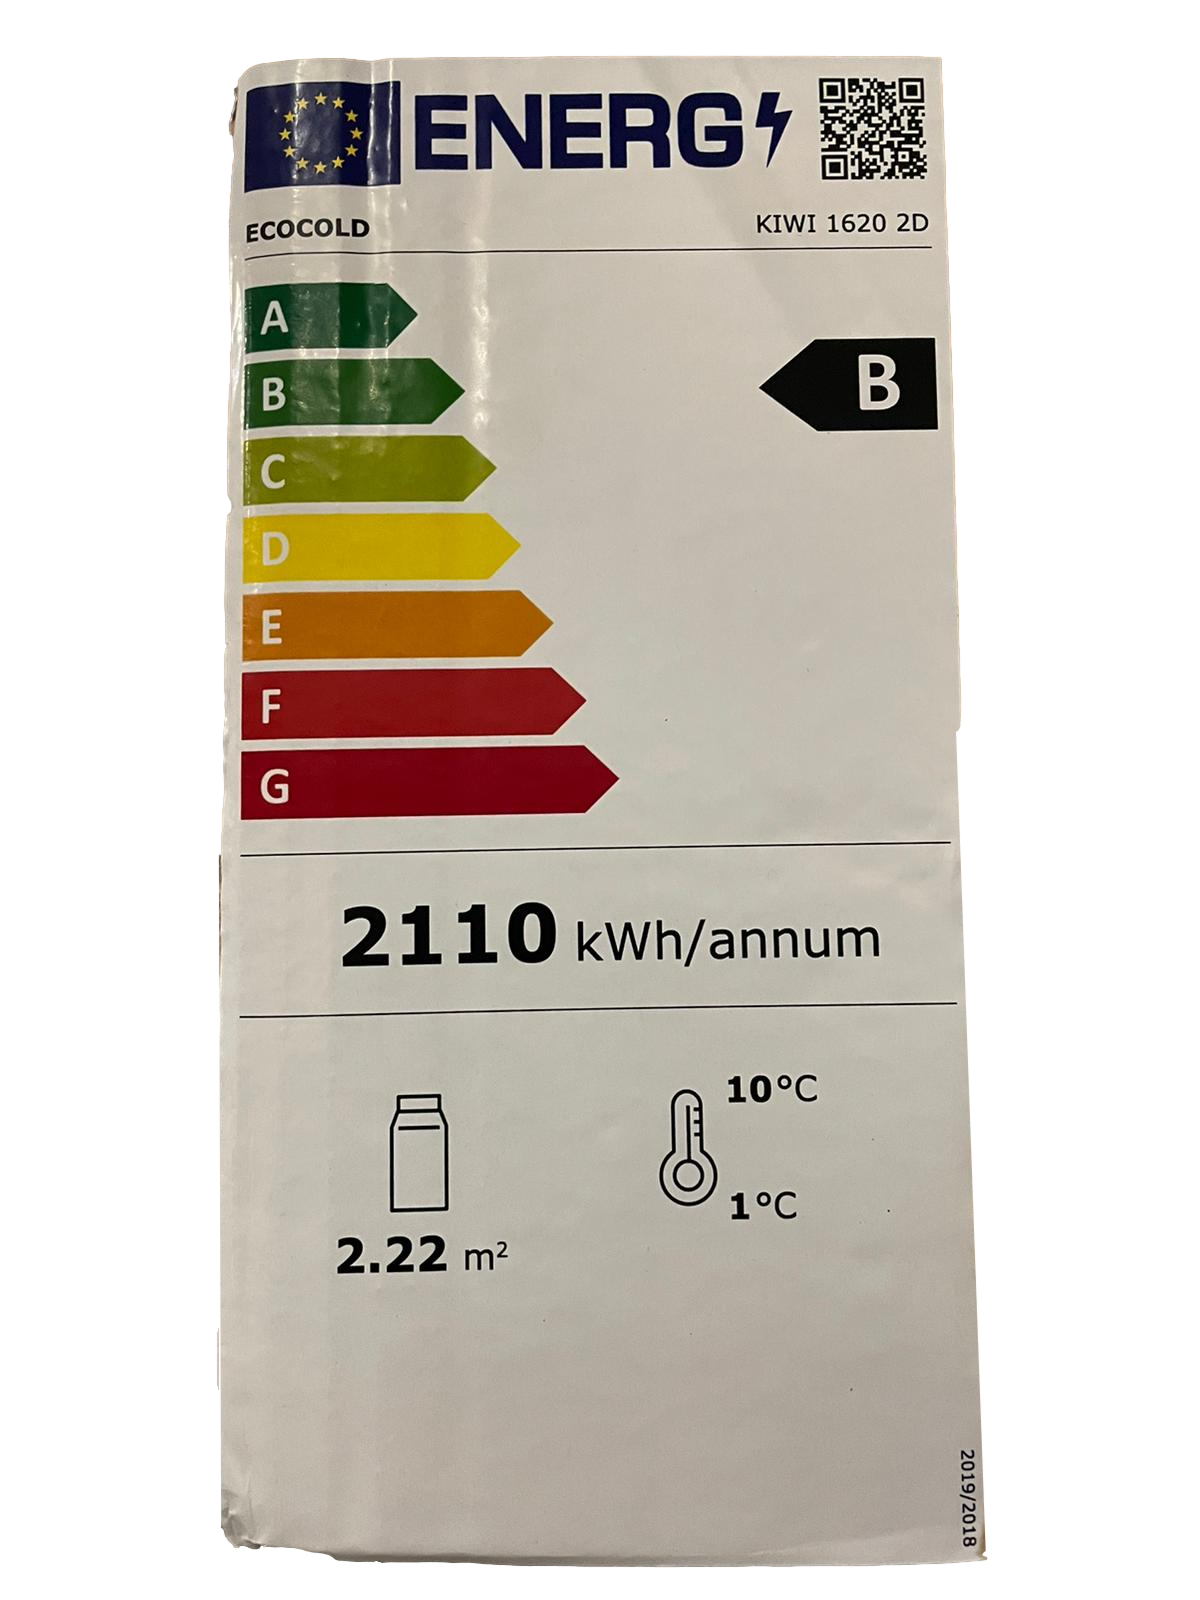 ENERG
ECOCOLD
KIWI 1620 2D
A
B
B
C
D
E
F
G
2110 kWh/annum
10°C
1°C
2.22 m²
2019/2018